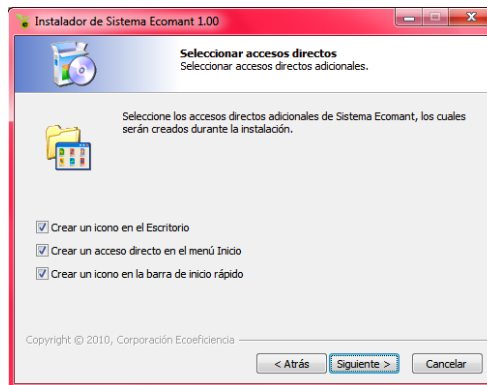 Instalador de Sistema Ecomant 1.00
Seleccionar accesos directos
Seleccionar accesos directos adicionales.
Seleccione los accesos directos adicionales de Sistema Ecomant, los cuales
serán creados durante la instalación.
Crear un icono en el Escritorio
Crear un acceso directo en el menú Inicio
Crear un icono en la barra de inicio rápido
Copyright © 2010, Corporación Ecoeficiencia
< Atrás
Siguiente >
Cancelar